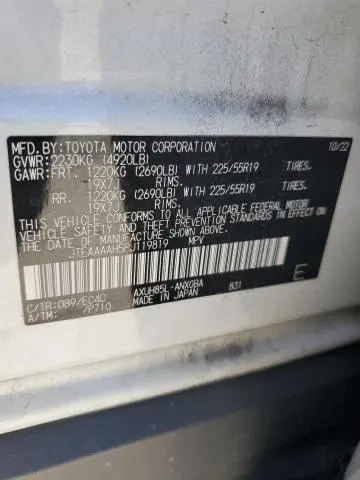 MFD.BY:TOYOTA MOTOR CORPORATION 10/22
GVWR:2230KG (4920LB)
GAWR:FRT. 1220KG (2690LB) WITH 225/55R19 TIRES.
19X7J RIMS.
RR. 1220KG (2690LB) WITH 225/55R19 TIRES.
19X7J RIMS.
THIS VEHICLE CONFORMS TO ALL APPLICABLE FEDERAL MOTOR
VEHICLE SAFETY, BUMPER, AND THEFT PREVENTION STANDARDS
IN EFFECT ON THE DATE OF MANUFACTURE SHOWN ABOVE.
JTEAAAAH5PJ119819 MPV
E
C/TR:089/EC40 AXUH85L-ANXGBA 831
A/TM: /P710 MADE IN JAPAN